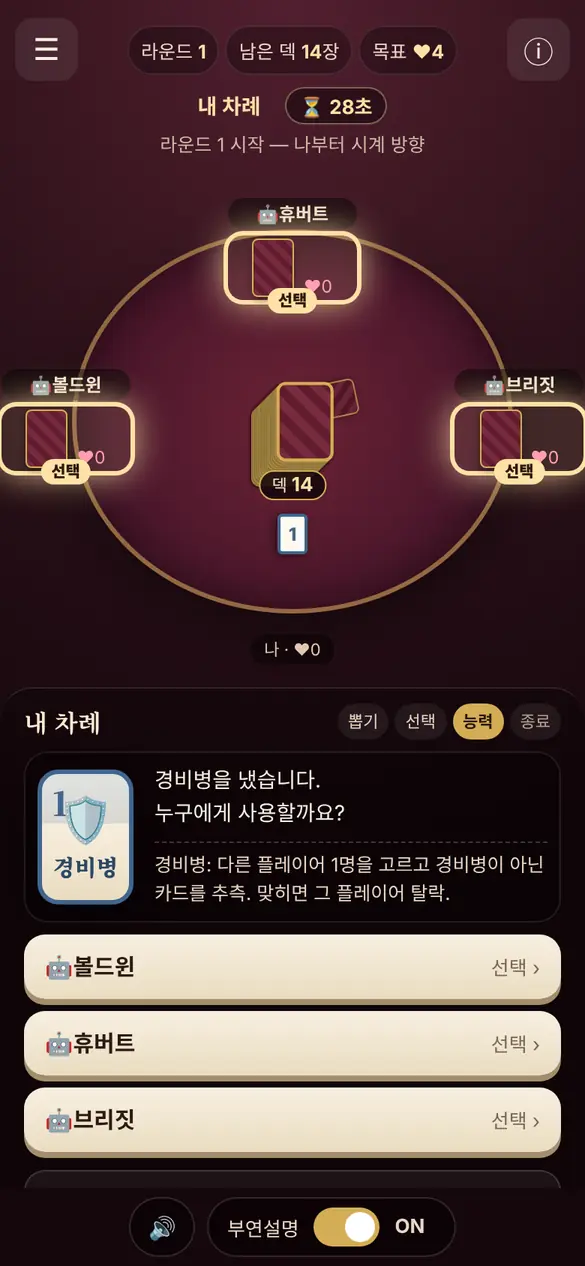 라운드 1
남은 덱 14장
목표 ♥4
내 차례
⏳ 28초
라운드 1 시작 — 나부터 시계 방향
🤖휴버트
♥0
선택
🤖볼드윈
♥0
선택
🤖브리짓
♥0
선택
덱 14
1
나 · ♥0
내 차례
뽑기
선택
능력
종료
1
경비병
경비병을 냈습니다.
누구에게 사용할까요?
경비병: 다른 플레이어 1명을 고르고 경비병이 아닌
카드를 추측. 맞히면 그 플레이어 탈락.
🤖볼드윈
선택 ›
🤖휴버트
선택 ›
🤖브리짓
선택 ›
부연설명
ON